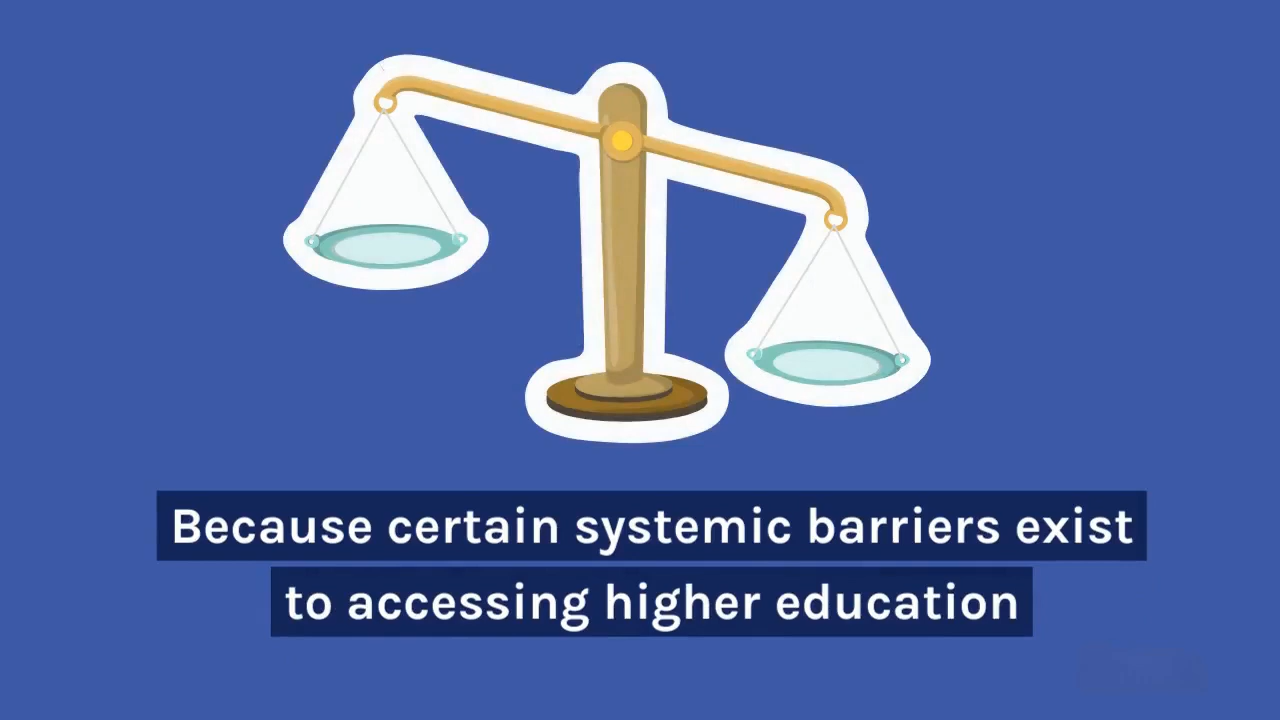 Because certain systemic barriers exist
to accessing higher education